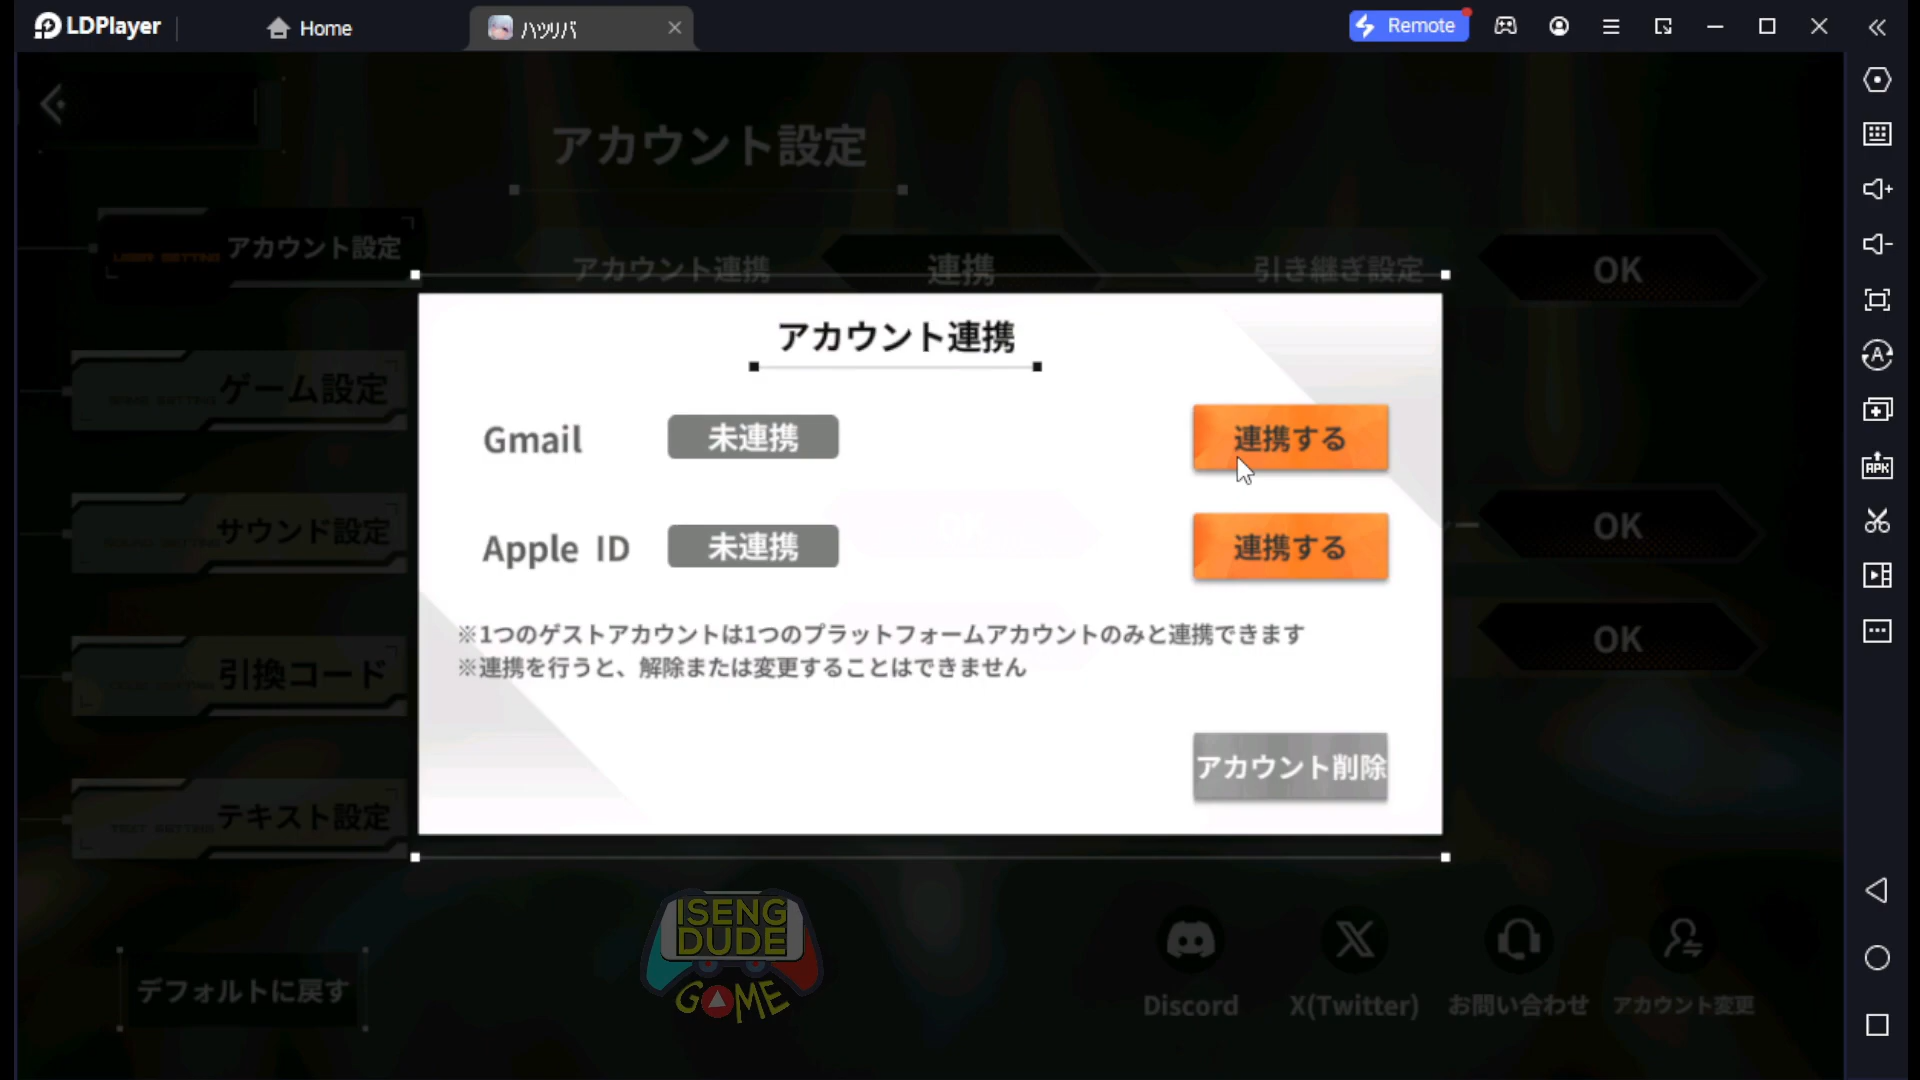 LDPlayer
Home
ハツリバ
Remote
アカウント設定
アカウント設定
アカウント連携
連携
引き継ぎ設定
OK
アカウント連携
ゲーム設定
Gmail
未連携
連携する
サウンド設定
Apple ID
未連携
連携する
OK
※1つのゲストアカウントは1つのプラットフォームアカウントのみと連携できます
※連携を行うと、解除または変更することはできません
OK
引換コード
アカウント削除
テキスト設定
ISENG
DUDE
GAME
デフォルトに戻す
Discord
X(Twitter)
お問い合わせ
アカウント変更
APK